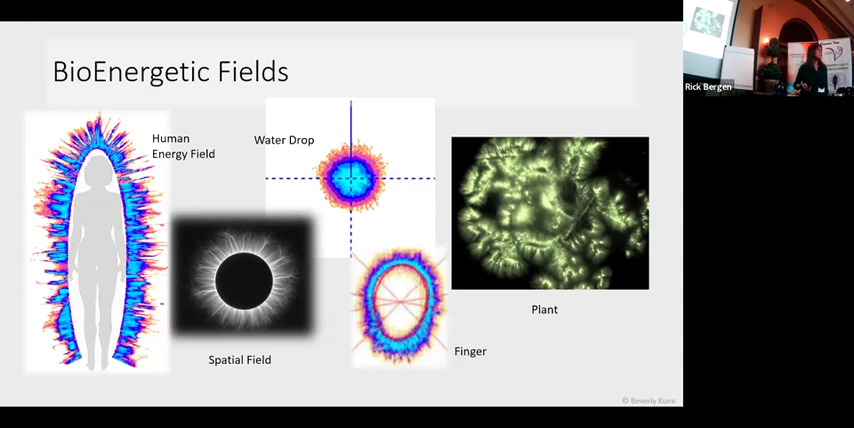 BioEnergetic Fields
Human
Energy Field
Water Drop
Spatial Field
Finger
Plant
© Beverly Kune
Rick Bergen